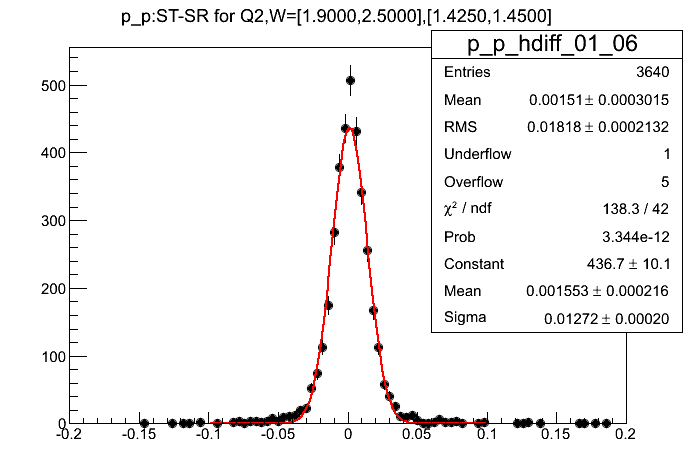 p_p:ST-SR for Q2,W=[1.9000,2.5000],[1.4250,1.4500]
p_p_hdiff_01_06
Entries 3640
Mean 0.00151 ± 0.0003015
RMS 0.01818 ± 0.0002132
Underflow 1
Overflow 5
χ² / ndf 138.3 / 42
Prob 3.344e-12
Constant 436.7 ± 10.1
Mean 0.001553 ± 0.000216
Sigma 0.01272 ± 0.00020
500
400
300
200
100
0
-0.2 -0.15 -0.1 -0.05 0 0.05 0.1 0.15 0.2